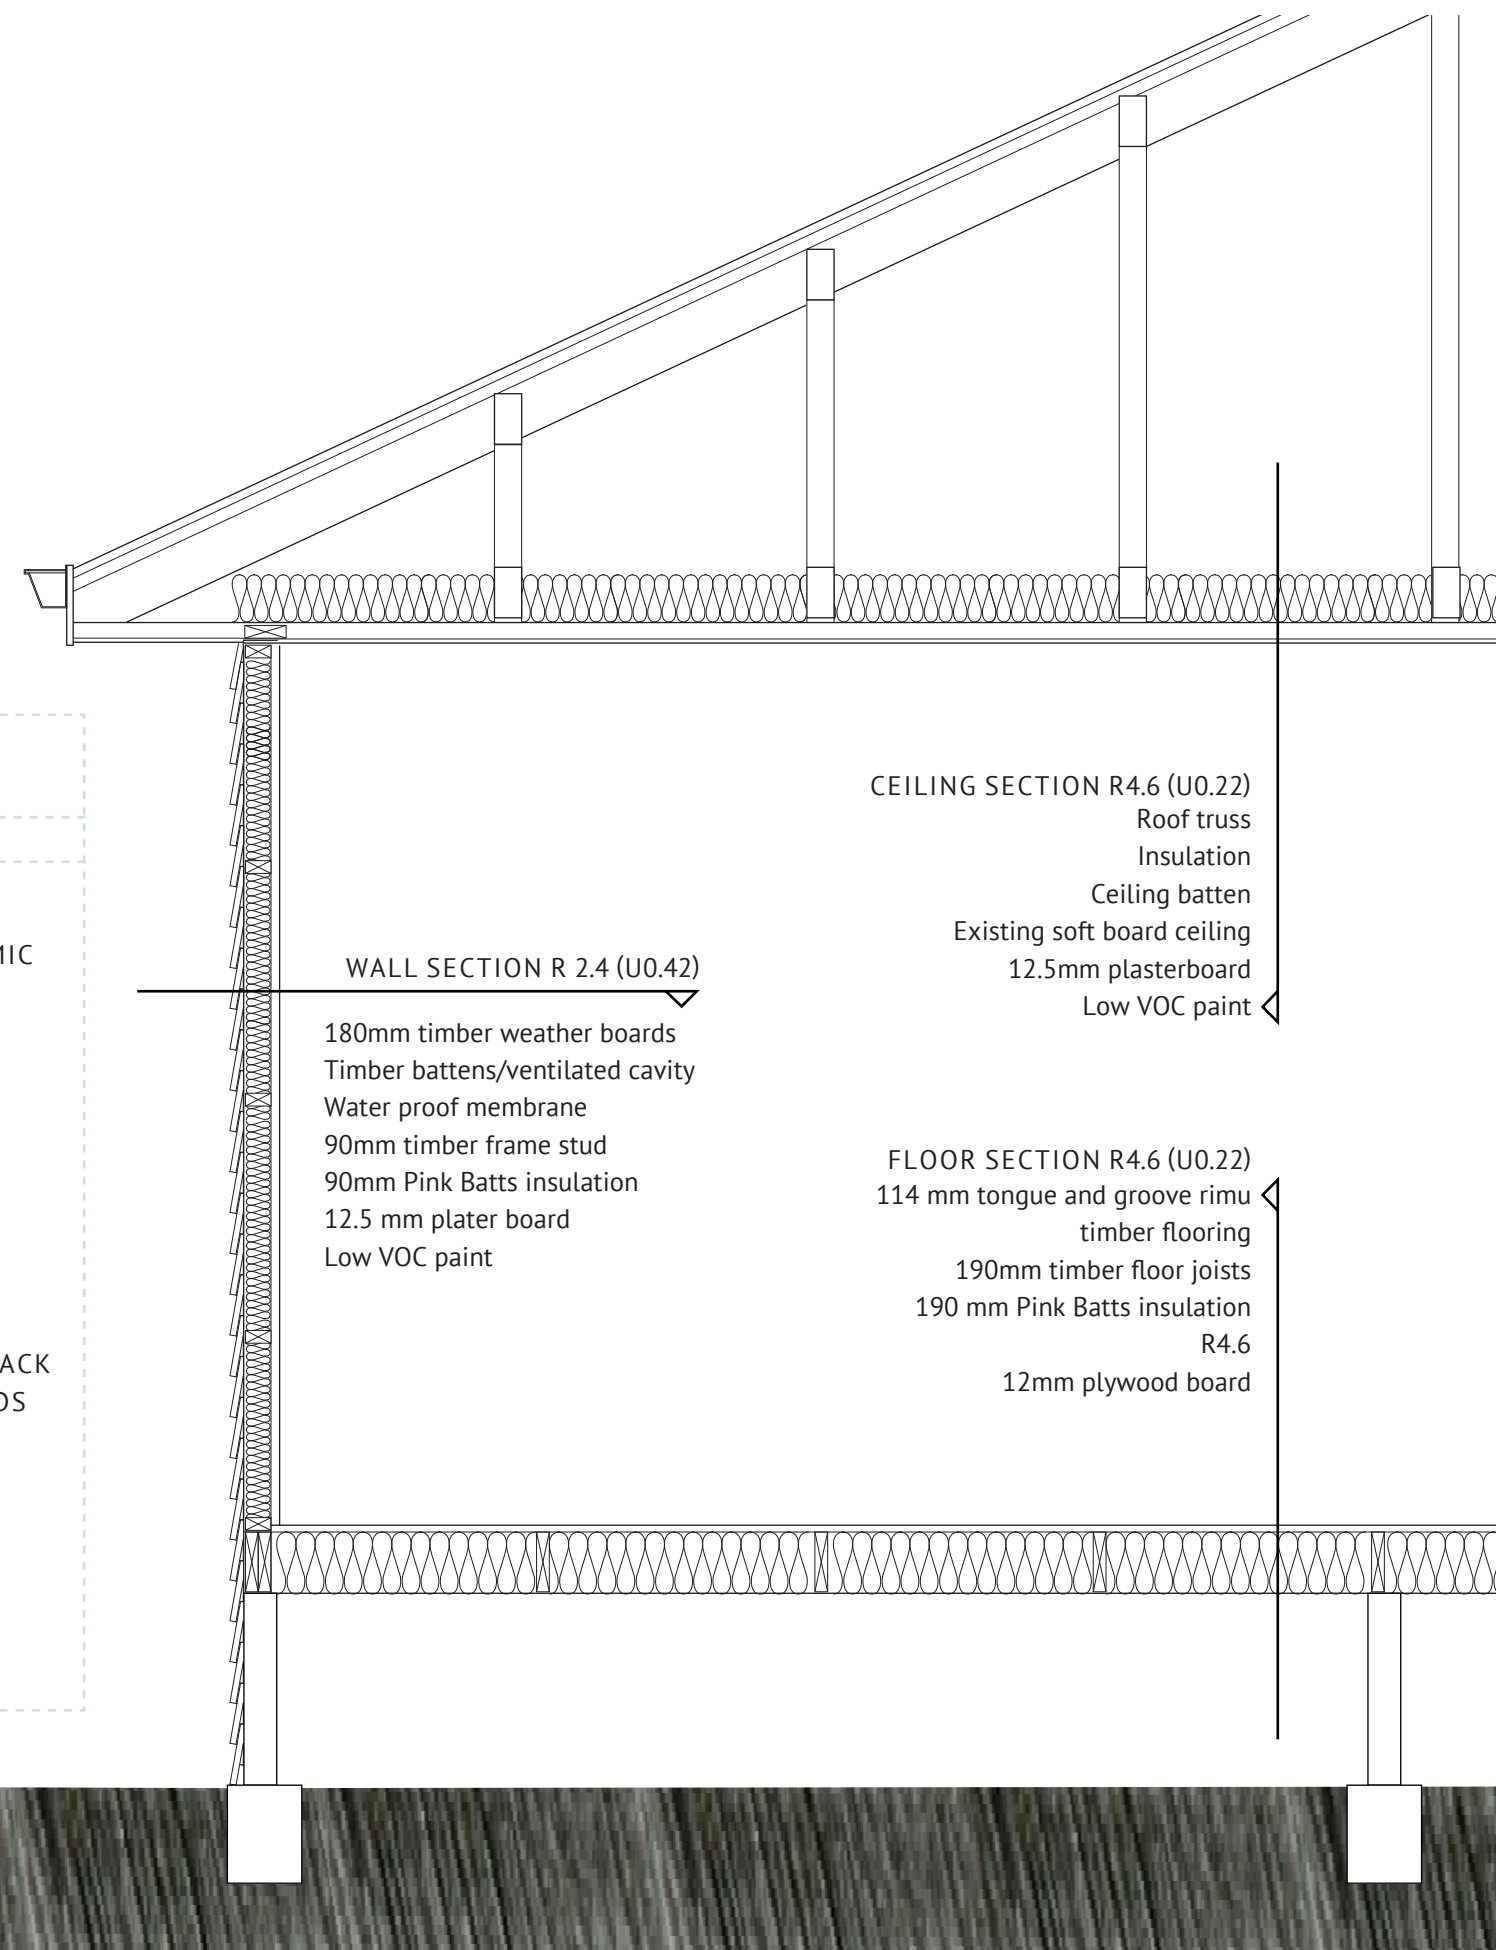 MIC
ACK
DS
WALL SECTION R 2.4 (U0.42)
180mm timber weather boards
Timber battens/ventilated cavity
Water proof membrane
90mm timber frame stud
90mm Pink Batts insulation
12.5 mm plater board
Low VOC paint
CEILING SECTION R4.6 (U0.22)
Roof truss
Insulation
Ceiling batten
Existing soft board ceiling
12.5mm plasterboard
Low VOC paint
FLOOR SECTION R4.6 (U0.22)
114 mm tongue and groove rimu
timber flooring
190mm timber floor joists
190 mm Pink Batts insulation
R4.6
12mm plywood board